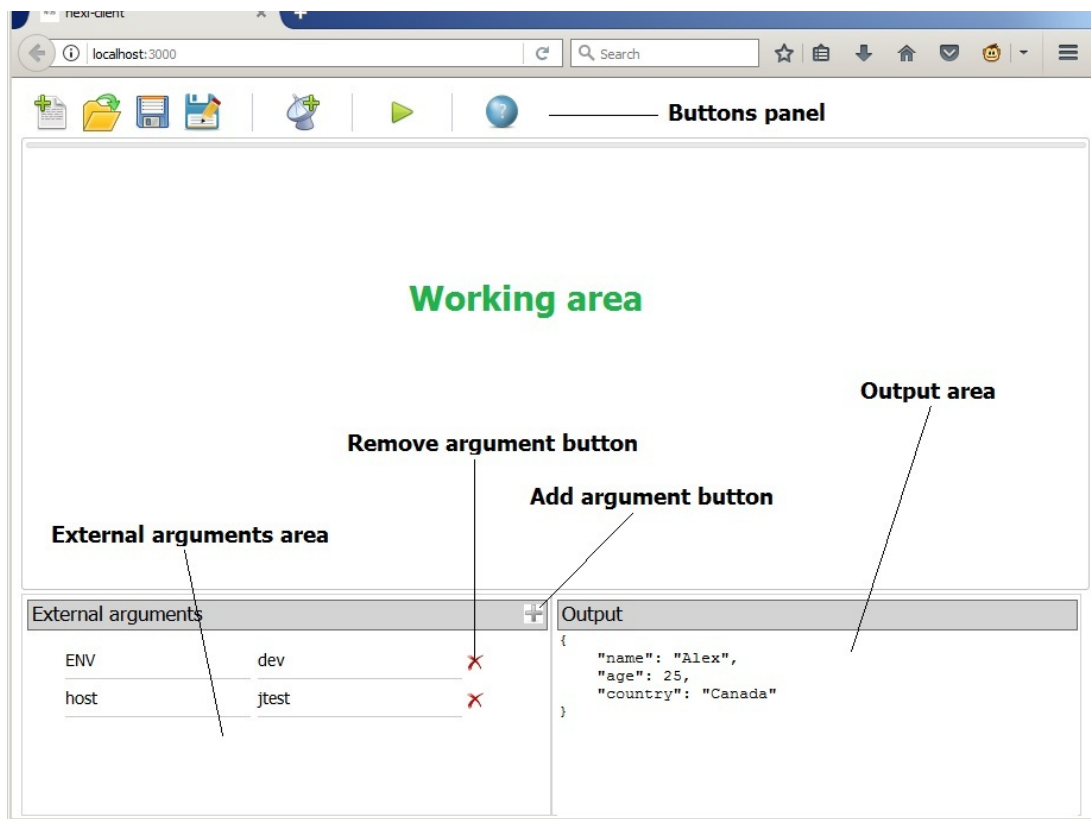 nexl-client
localhost:3000
Search
Buttons panel
Working area
Output area
Remove argument button
Add argument button
External arguments area
External arguments
ENV dev
host jtest
Output
{
"name": "Alex",
"age": 25,
"country": "Canada"
}